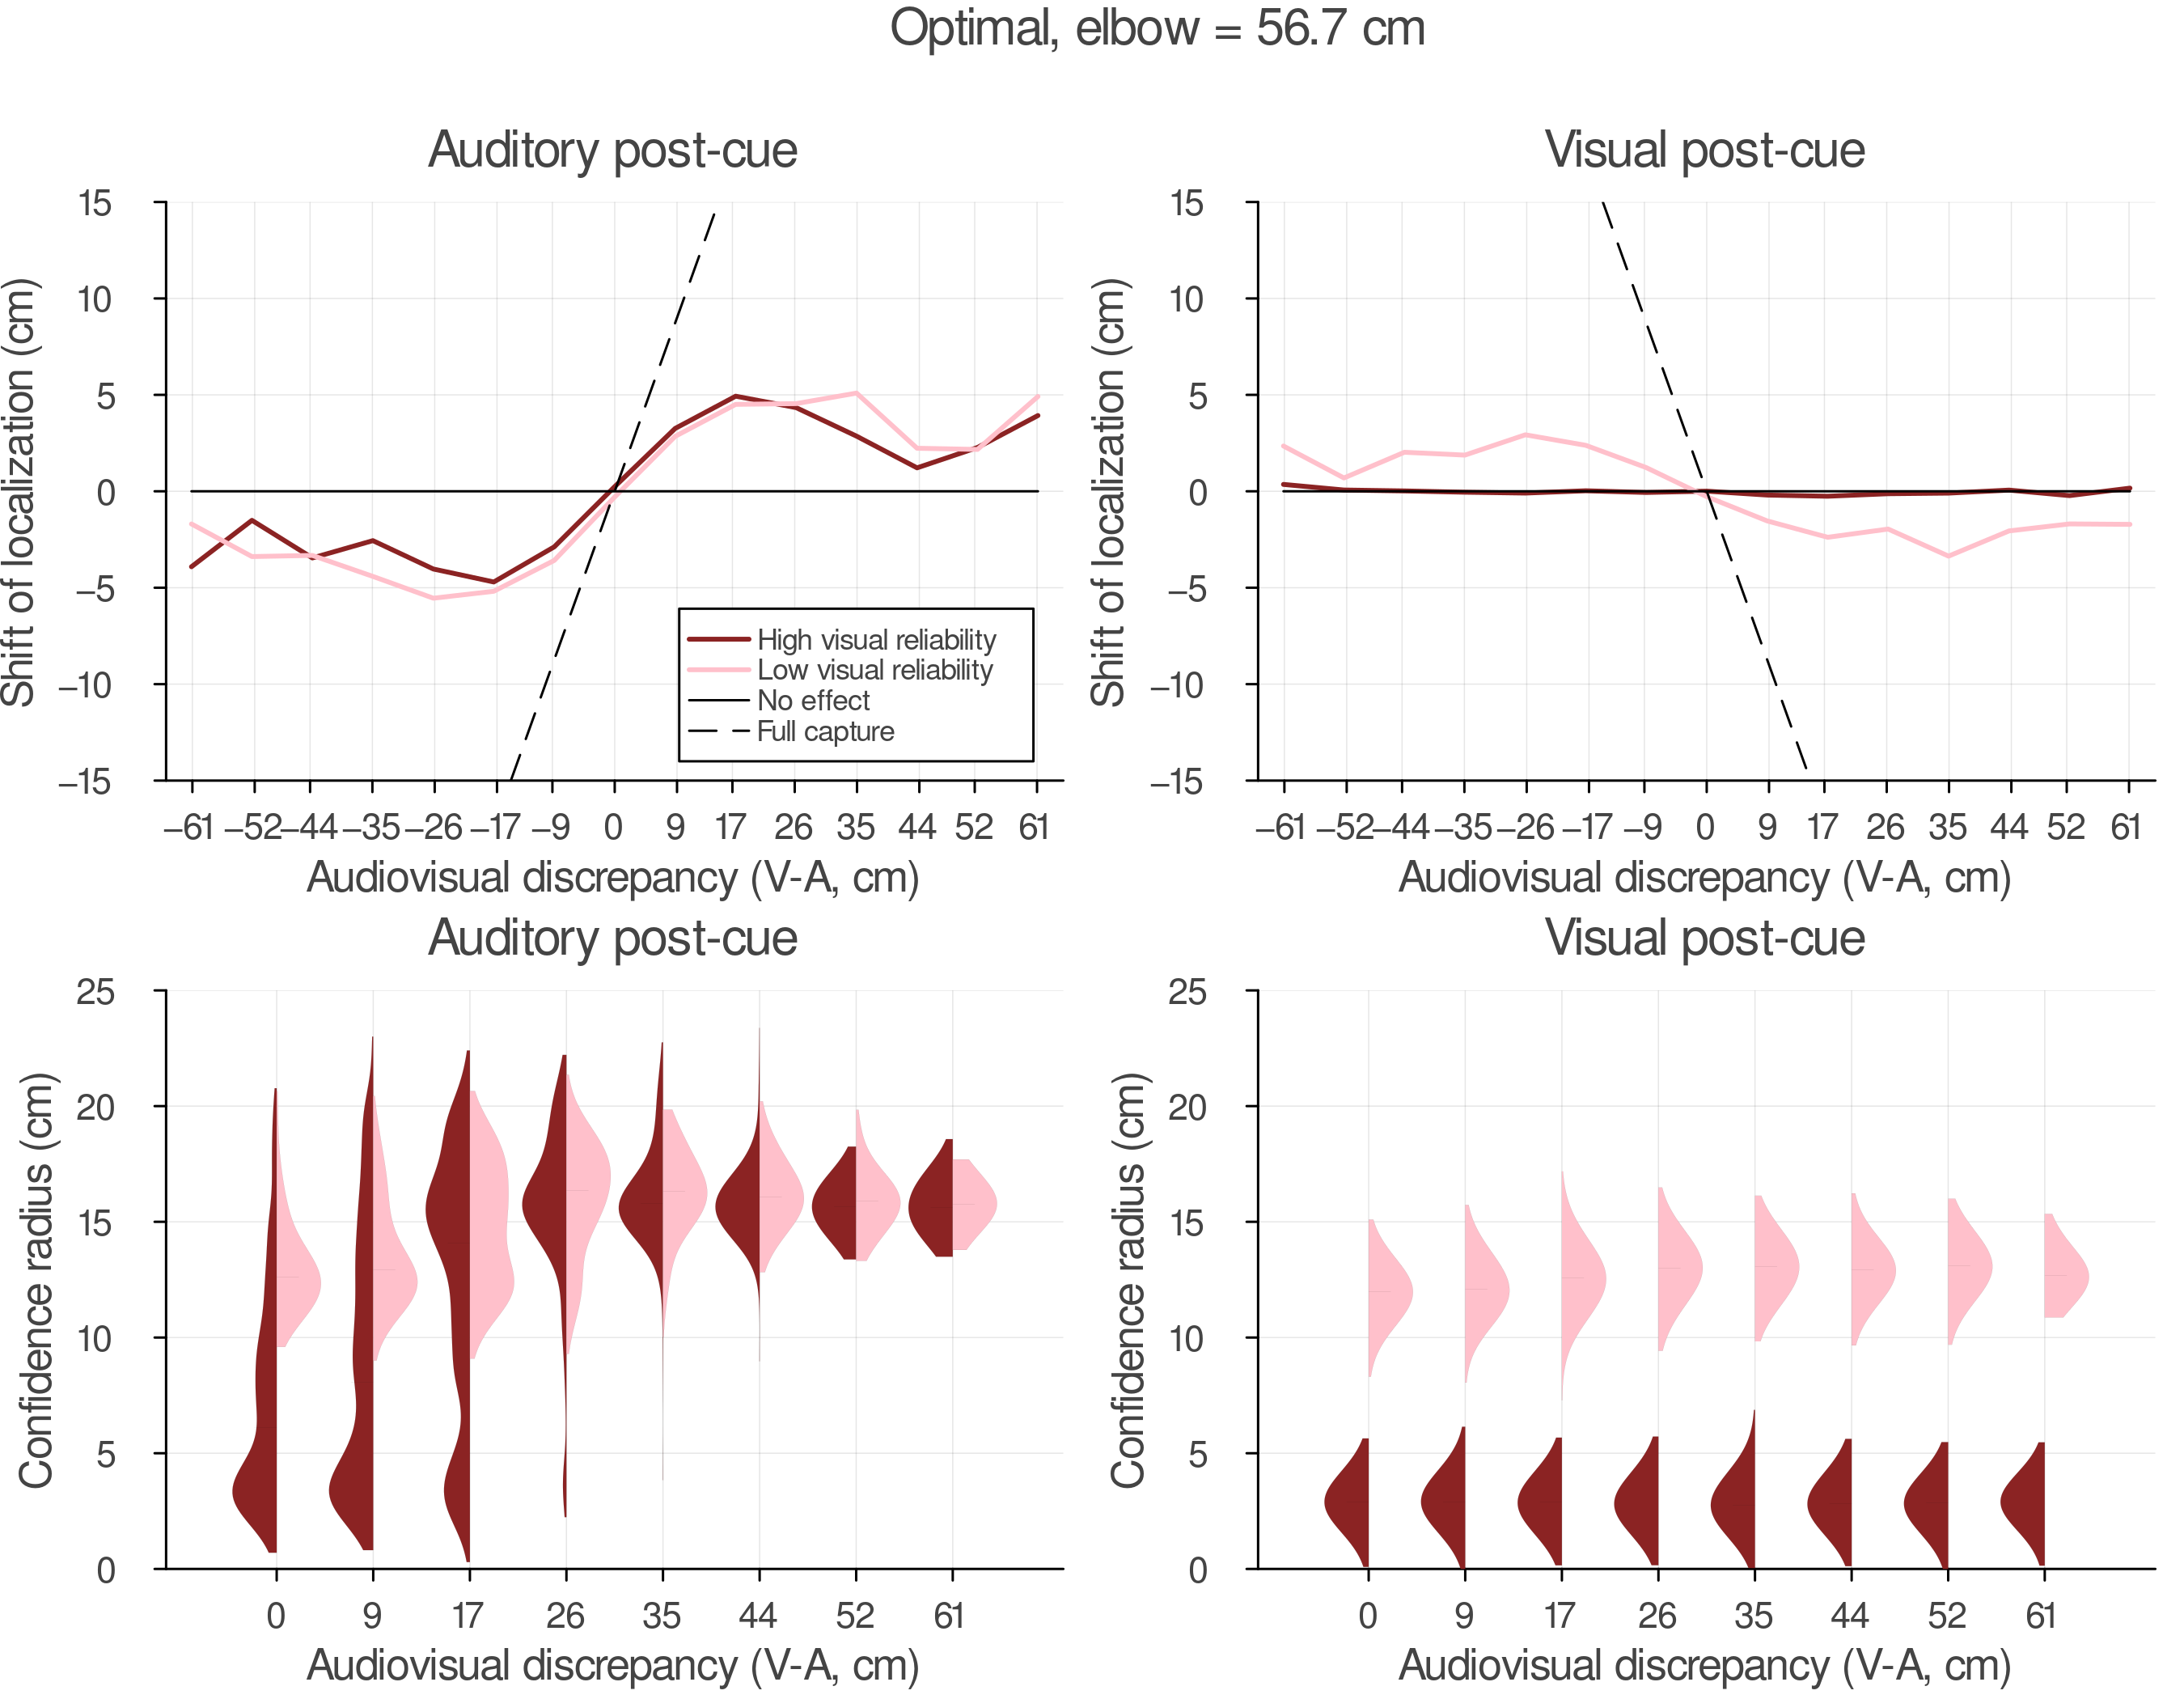 Optimal, elbow = 56.7 cm
Auditory post-cue
Shift of localization (cm)
15
10
5
0
−5
−10
−15
High visual reliability
Low visual reliability
No effect
Full capture
−61 −52 −44 −35 −26 −17 −9 0 9 17 26 35 44 52 61
Audiovisual discrepancy (V-A, cm)
Visual post-cue
Shift of localization (cm)
15
10
5
0
−5
−10
−15
−61 −52 −44 −35 −26 −17 −9 0 9 17 26 35 44 52 61
Audiovisual discrepancy (V-A, cm)
Auditory post-cue
Confidence radius (cm)
25
20
15
10
5
0
0 9 17 26 35 44 52 61
Audiovisual discrepancy (V-A, cm)
Visual post-cue
Confidence radius (cm)
25
20
15
10
5
0
0 9 17 26 35 44 52 61
Audiovisual discrepancy (V-A, cm)